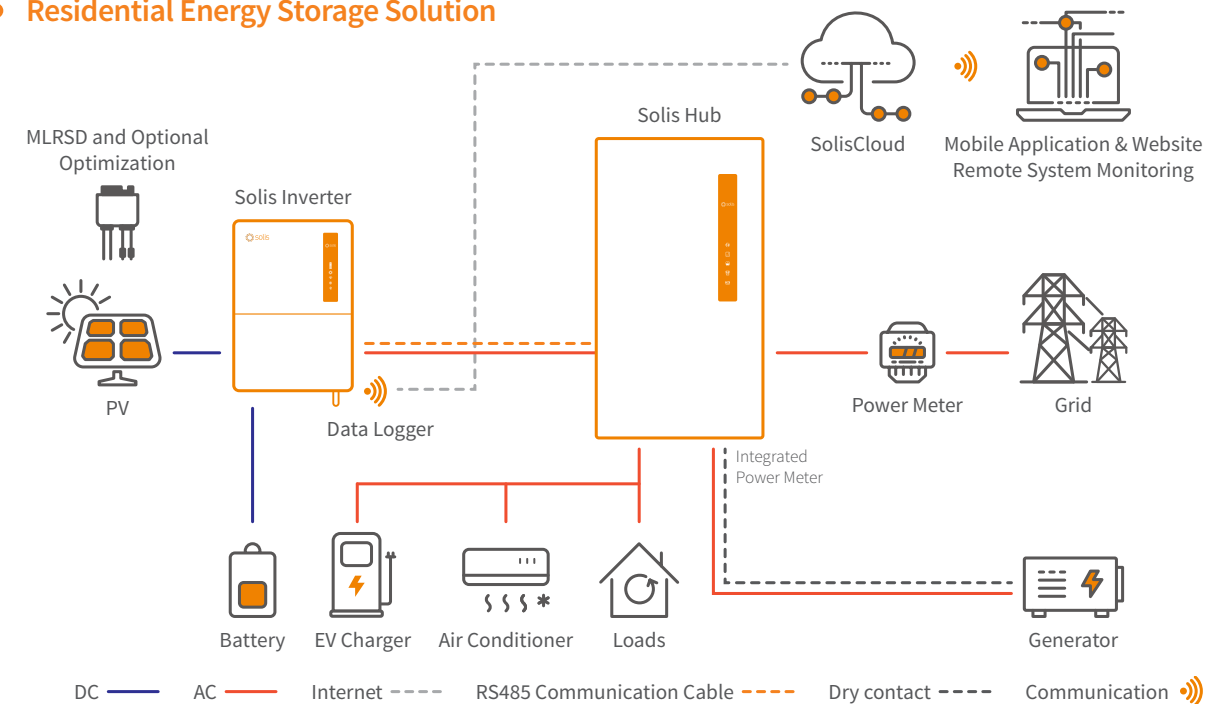 Residential Energy Storage Solution
MLRSD and Optional
Optimization
Solis Inverter
solis
Solis Hub
SolisCloud
Mobile Application & Website
Remote System Monitoring
PV
Data Logger
Power Meter
Grid
Integrated
Power Meter
Battery
EV Charger
Air Conditioner
Loads
Generator
DC
AC
Internet
RS485 Communication Cable
Dry contact
Communication